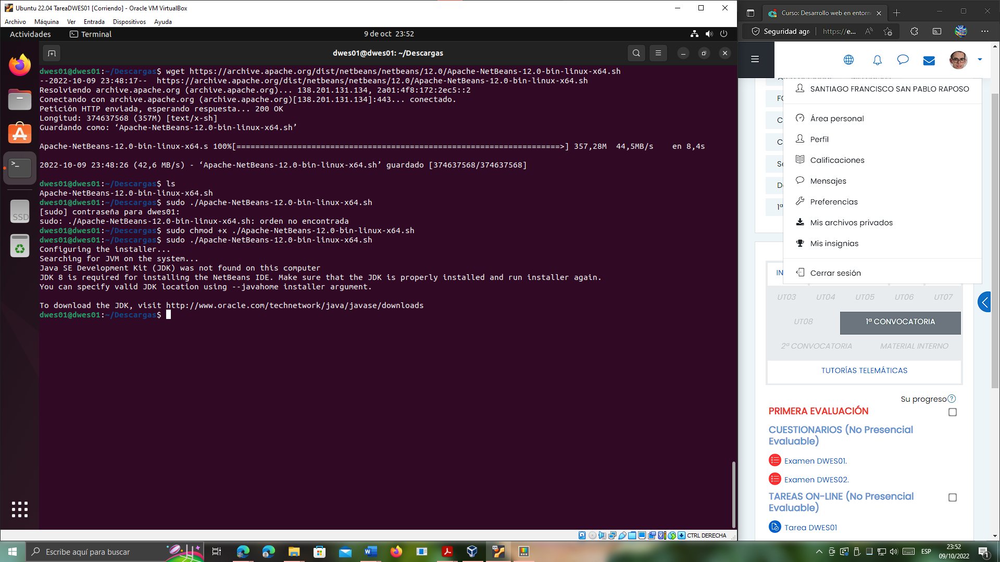 Ubuntu 22.04 TareaDWES01 [Corriendo] - Oracle VM VirtualBox
Archivo Máquina Ver Entrada Dispositivos Ayuda
Actividades Terminal 9 de oct 23:52
dwes01@dwes01: ~/Descargas
dwes01@dwes01:~/Descargas$ wget https://archive.apache.org/dist/netbeans/netbeans/12.0/Apache-NetBeans-12.0-bin-linux-x64.sh
--2022-10-09 23:48:17-- https://archive.apache.org/dist/netbeans/netbeans/12.0/Apache-NetBeans-12.0-bin-linux-x64.sh
Resolviendo archive.apache.org (archive.apache.org)... 138.201.131.134, 2a01:4f8:172:2ec5::2
Conectando con archive.apache.org (archive.apache.org)[138.201.131.134]:443... conectado.
Petición HTTP enviada, esperando respuesta... 200 OK
Longitud: 374637568 (357M) [text/x-sh]
Guardando como: ‘Apache-NetBeans-12.0-bin-linux-x64.sh’
Apache-NetBeans-12.0-bin-linux-x64.s 100%[=====================================================================>] 357,28M 44,5MB/s en 8,4s
2022-10-09 23:48:26 (42,6 MB/s) - ‘Apache-NetBeans-12.0-bin-linux-x64.sh’ guardado [374637568/374637568]
dwes01@dwes01:~/Descargas$ ls
Apache-NetBeans-12.0-bin-linux-x64.sh
dwes01@dwes01:~/Descargas$ sudo ./Apache-NetBeans-12.0-bin-linux-x64.sh
[sudo] contraseña para dwes01:
sudo: ./Apache-NetBeans-12.0-bin-linux-x64.sh: orden no encontrada
dwes01@dwes01:~/Descargas$ sudo chmod +x ./Apache-NetBeans-12.0-bin-linux-x64.sh
dwes01@dwes01:~/Descargas$ sudo ./Apache-NetBeans-12.0-bin-linux-x64.sh
Configuring the installer...
Searching for JVM on the system...
Java SE Development Kit (JDK) was not found on this computer
JDK 8 is required for installing the NetBeans IDE. Make sure that the JDK is properly installed and run installer again.
You can specify valid JDK location using --javahome installer argument.
To download the JDK, visit http://www.oracle.com/technetwork/java/javase/downloads
dwes01@dwes01:~/Descargas$
SSD
CTRL DERECHA
Curso: Desarrollo web en entorn
Seguridad agr https://e...
SANTIAGO FRANCISCO SAN PABLO RAPOSO
Área personal
Perfil
Calificaciones
Mensajes
Preferencias
Mis archivos privados
Mis insignias
Cerrar sesión
IN
UT03 UT04 UT05 UT06 UT07
UT08 1ª CONVOCATORIA
2ª CONVOCATORIA MATERIAL INTERNO
TUTORÍAS TELEMÁTICAS
Su progreso
PRIMERA EVALUACIÓN
CUESTIONARIOS (No Presencial
Evaluable)
Examen DWES01.
Examen DWES02.
TAREAS ON-LINE (No Presencial
Evaluable)
Tarea DWES01
Escribe aquí para buscar
ESP
23:52
09/10/2022
1